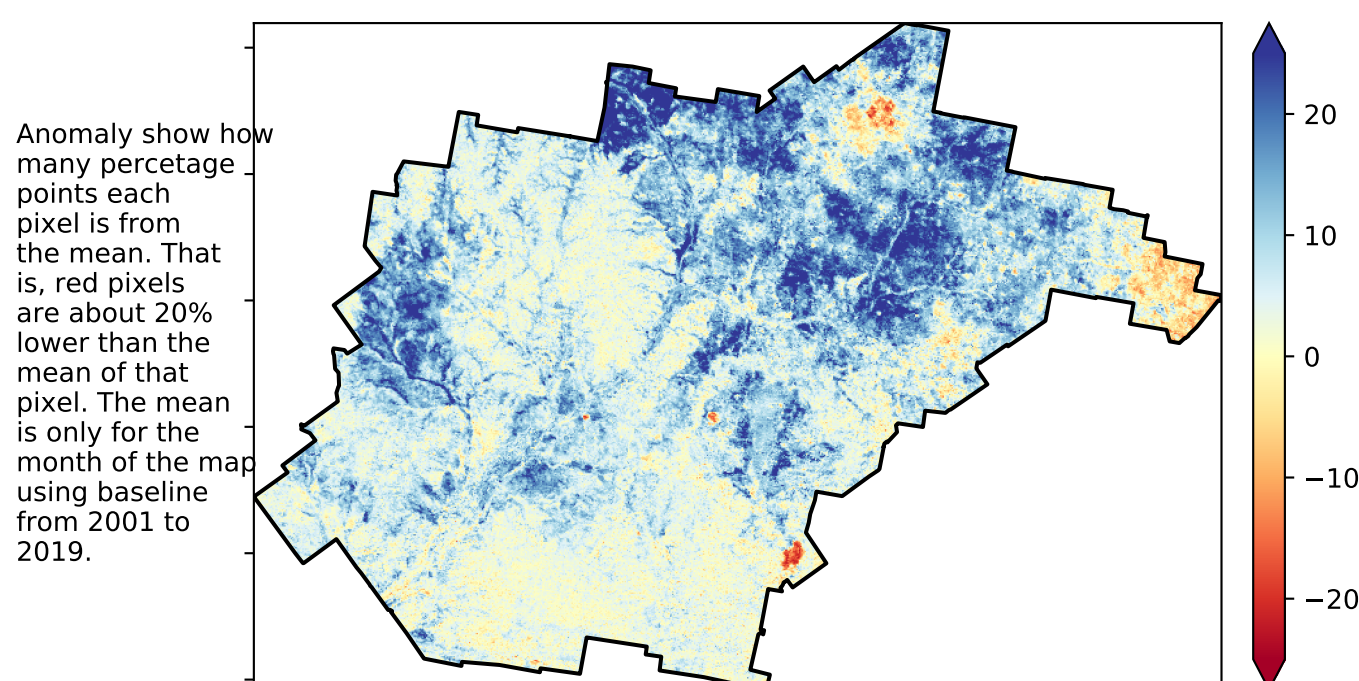 Anomaly show how
many percetage
points each
pixel is from
the mean. That
is, red pixels
are about 20%
lower than the
mean of that
pixel. The mean
is only for the
month of the map
using baseline
from 2001 to
2019.
20
10
0
−10
−20